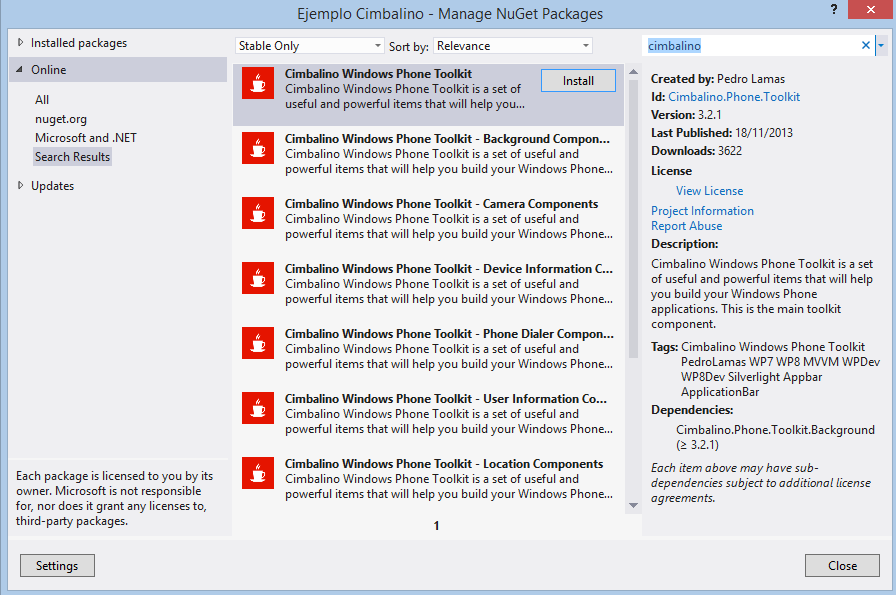 Ejemplo Cimbalino - Manage NuGet Packages
?
Installed packages
Online
All
nuget.org
Microsoft and .NET
Search Results
Updates
Each package is licensed to you by its
owner. Microsoft is not responsible
for, nor does it grant any licenses to,
third-party packages.
Settings
Stable Only
Sort by:
Relevance
Cimbalino Windows Phone Toolkit
Cimbalino Windows Phone Toolkit is a set of
useful and powerful items that will help you...
Install
Cimbalino Windows Phone Toolkit - Background Compon...
Cimbalino Windows Phone Toolkit is a set of useful and
powerful items that will help you build your Windows Phone...
Cimbalino Windows Phone Toolkit - Camera Components
Cimbalino Windows Phone Toolkit is a set of useful and
powerful items that will help you build your Windows Phone...
Cimbalino Windows Phone Toolkit - Device Information C...
Cimbalino Windows Phone Toolkit is a set of useful and
powerful items that will help you build your Windows Phone...
Cimbalino Windows Phone Toolkit - Phone Dialer Compon...
Cimbalino Windows Phone Toolkit is a set of useful and
powerful items that will help you build your Windows Phone...
Cimbalino Windows Phone Toolkit - User Information Co...
Cimbalino Windows Phone Toolkit is a set of useful and
powerful items that will help you build your Windows Phone...
Cimbalino Windows Phone Toolkit - Location Components
Cimbalino Windows Phone Toolkit is a set of useful and
powerful items that will help you build your Windows Phone...
1
cimbalino
Created by: Pedro Lamas
Id: Cimbalino.Phone.Toolkit
Version: 3.2.1
Last Published: 18/11/2013
Downloads: 3622
License
View License
Project Information
Report Abuse
Description:
Cimbalino Windows Phone Toolkit is a set
of useful and powerful items that will help
you build your Windows Phone
applications. This is the main toolkit
component.
Tags: Cimbalino Windows Phone Toolkit
PedroLamas WP7 WP8 MVVM WPDev
WP8Dev Silverlight Appbar
ApplicationBar
Dependencies:
Cimbalino.Phone.Toolkit.Background
(≥ 3.2.1)
Each item above may have sub-
dependencies subject to additional license
agreements.
Close